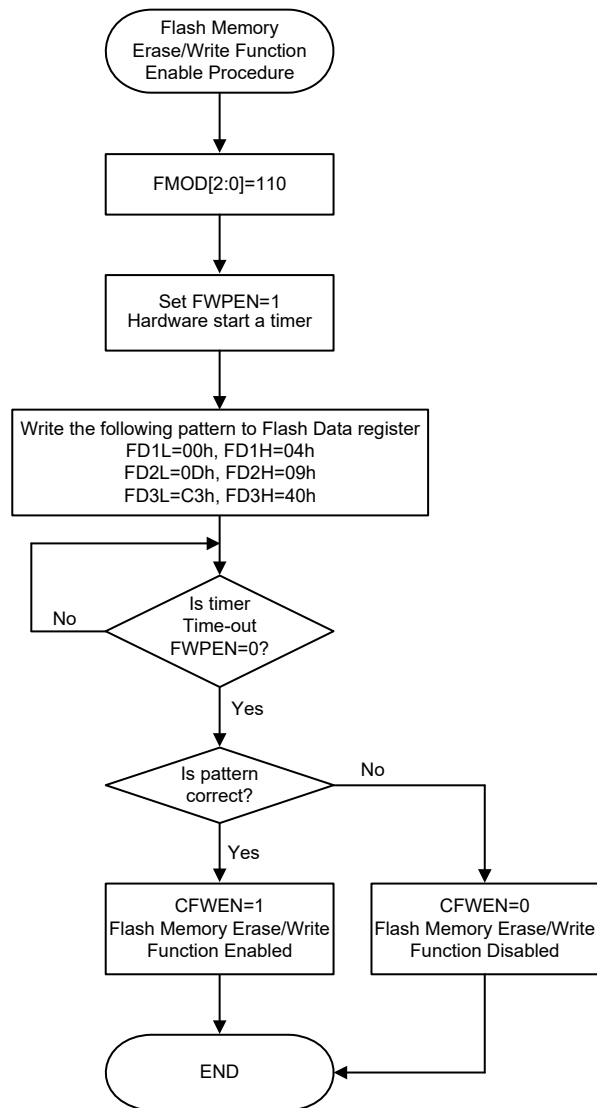 Flash Memory
Erase/Write Function
Enable Procedure
FMOD[2:0]=110
Set FWPEN=1
Hardware start a timer
Write the following pattern to Flash Data register
FD1L=00h, FD1H=04h
FD2L=0Dh, FD2H=09h
FD3L=C3h, FD3H=40h
Is timer
Time-out
FWPEN=0?
No
Yes
Is pattern
correct?
No
Yes
CFWEN=1
Flash Memory Erase/Write
Function Enabled
CFWEN=0
Flash Memory Erase/Write
Function Disabled
END